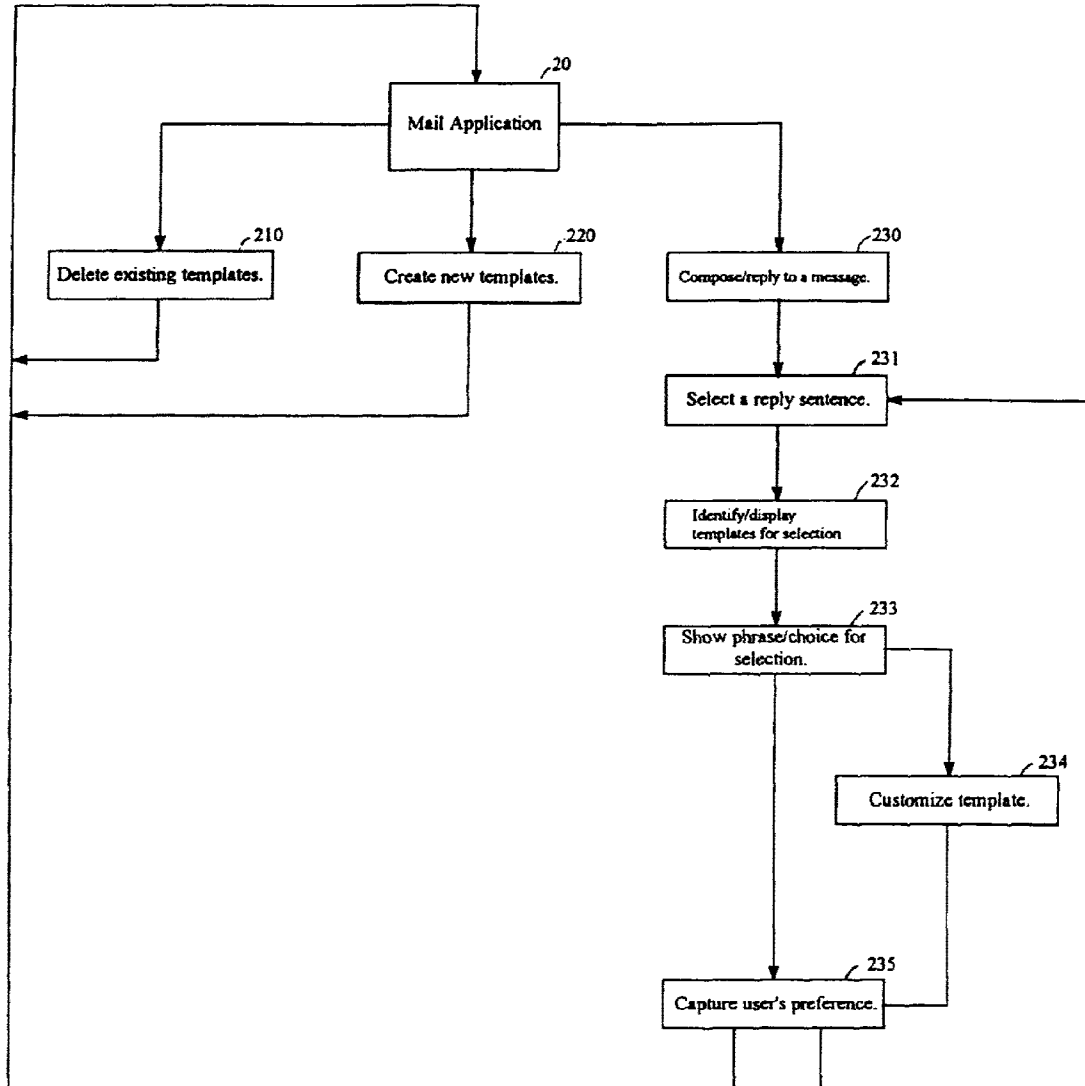 20
Mail Application
210
Delete existing templates.
220
Create new templates.
230
Compose/reply to a message.
231
Select a reply sentence.
232
Identify/display
templates for selection
233
Show phrase/choice for
selection.
234
Customize template.
235
Capture user's preference.